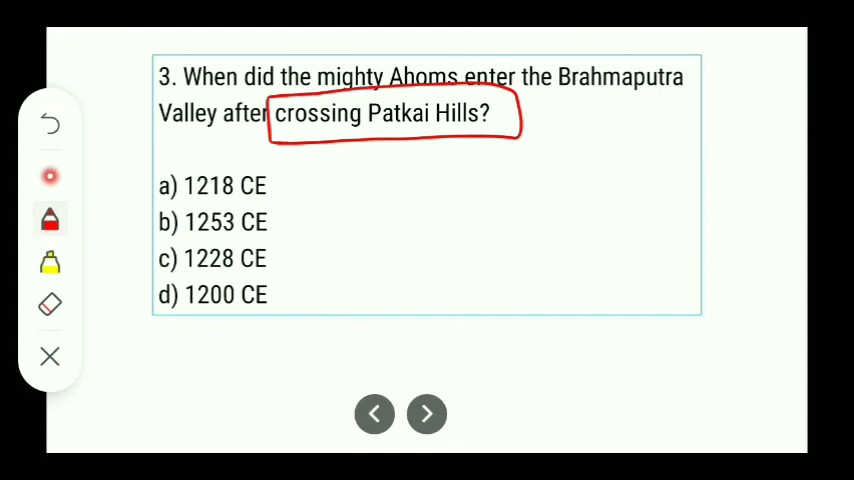 3. When did the mighty Ahoms enter the Brahmaputra
Valley after crossing Patkai Hills?
a) 1218 CE
b) 1253 CE
c) 1228 CE
d) 1200 CE